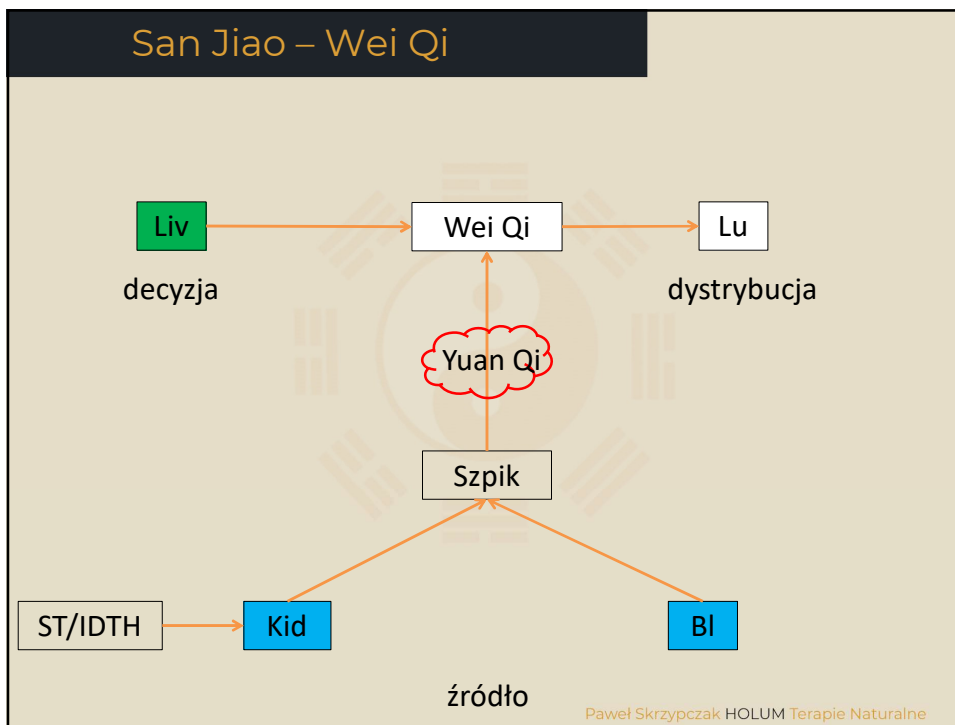 San Jiao – Wei Qi
Liv
Wei Qi
Lu
decyzja
dystrybucja
Yuan Qi
Szpik
ST/IDTH
Kid
Bl
źródło
Paweł Skrzypczak HOLUM Terapie Naturalne